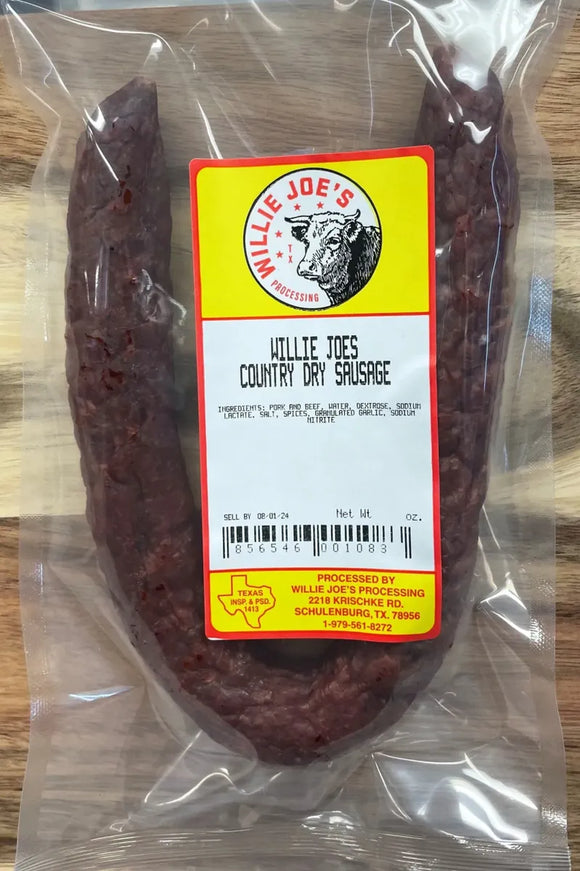 WILLIE JOE'S
TX
PROCESSING
WILLIE JOES
COUNTRY DRY SAUSAGE
INGREDIENTS: PORK AND BEEF, WATER, DEXTROSE, SODIUM
LACTATE, SALT, SPICES, GRANULATED GARLIC, SODIUM
NITRITE
SELL BY 08/01/24 Net Wt oz.
856546 001083
TEXAS
INSP. & PSD.
1413
PROCESSED BY
WILLIE JOE'S PROCESSING
2218 KRISCHKE RD.
SCHULENBURG, TX. 78956
1-979-561-8272